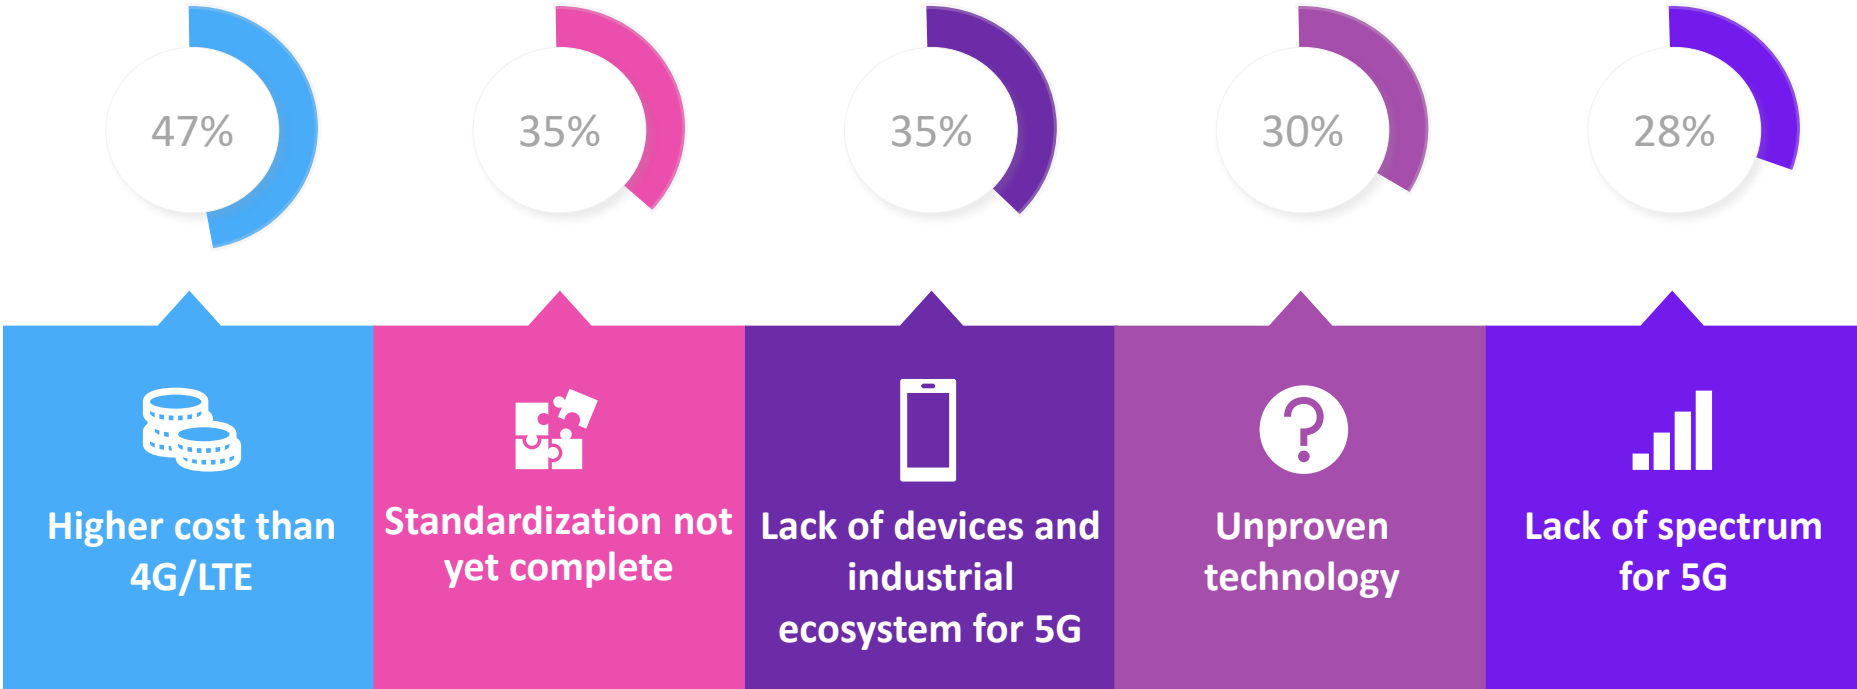 47%
35%
35%
30%
28%
Higher cost than
4G/LTE
Standardization not
yet complete
Lack of devices and
industrial
ecosystem for 5G
Unproven
technology
Lack of spectrum
for 5G